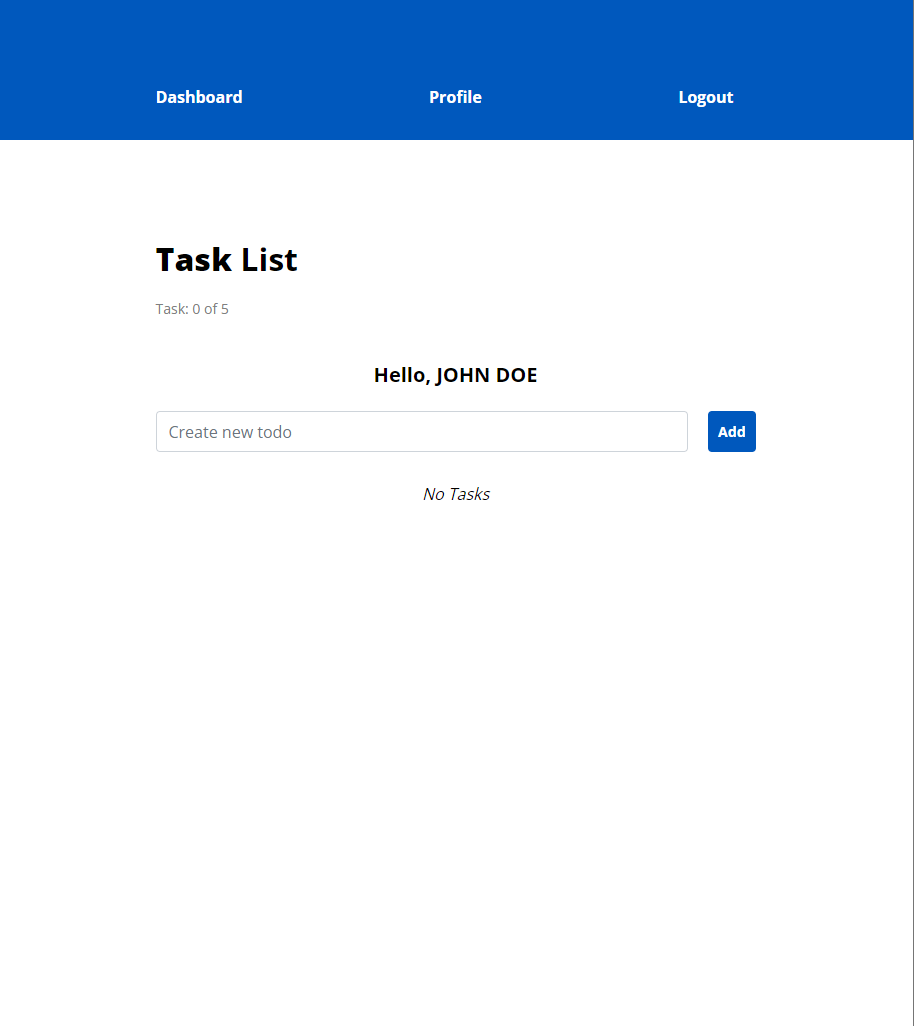 Dashboard Profile Logout
Task List
Task: 0 of 5
Hello, JOHN DOE
Create new todo Add
No Tasks